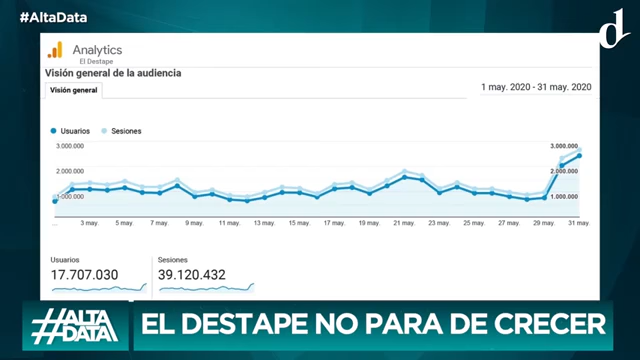 #AltaData
d
Analytics
El Destape
Visión general de la audiencia
1 may. 2020 - 31 may. 2020
Visión general
Usuarios Sesiones
3.000.000 3.000.000
2.000.000 2.000.000
1.000.000 1.000.000
... 3 may. 5 may. 7 may. 9 may. 11 may. 13 may. 15 may. 17 may. 19 may. 21 may. 23 may. 25 may. 27 may. 29 may. 31 may.
Usuarios Sesiones
17.707.030 39.120.432
#ALTA DATA
EL DESTAPE NO PARA DE CRECER